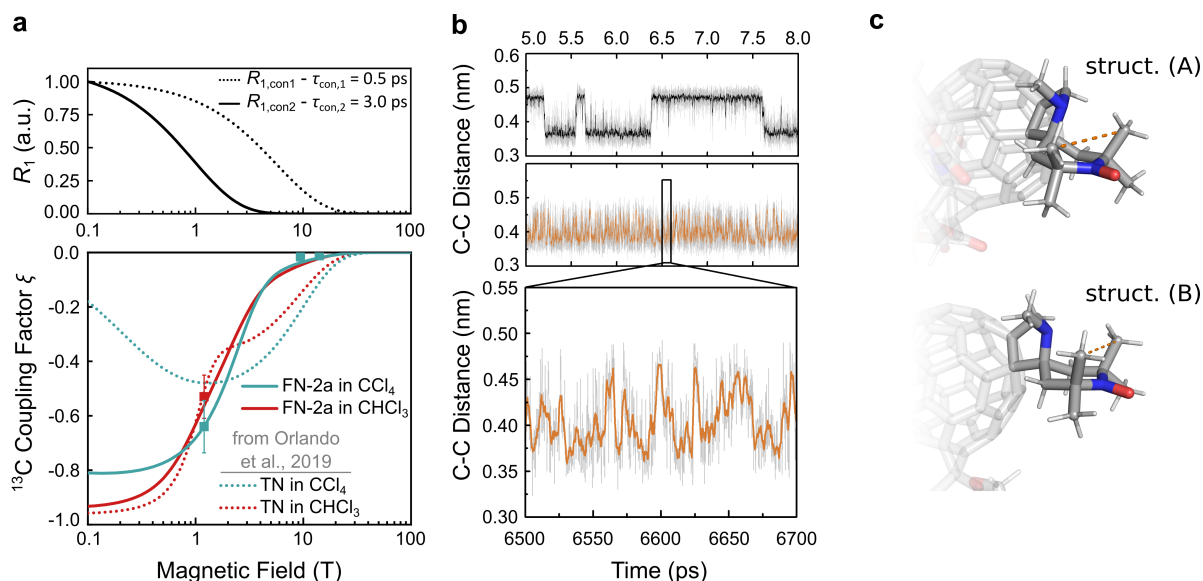 a
1.00
0.75
0.50
0.25
0.00
R1 (a.u.)
R1,con1 - τcon,1 = 0.5 ps
R1,con2 - τcon,2 = 3.0 ps
0.1
1
10
100
0.0
-0.2
-0.4
-0.6
-0.8
-1.0
13C Coupling Factor ξ
FN-2a in CCl4
FN-2a in CHCl3
from Orlando
et al., 2019
TN in CCl4
TN in CHCl3
0.1
1
10
100
Magnetic Field (T)
b
5.0 5.5 6.0 6.5 7.0 7.5 8.0
0.6
0.5
0.4
0.3
0.5
0.4
0.3
C-C Distance (nm)
0.55
0.50
0.45
0.40
0.35
0.30
C-C Distance (nm)
6500 6550 6600 6650 6700
Time (ps)
c
struct. (A)
struct. (B)